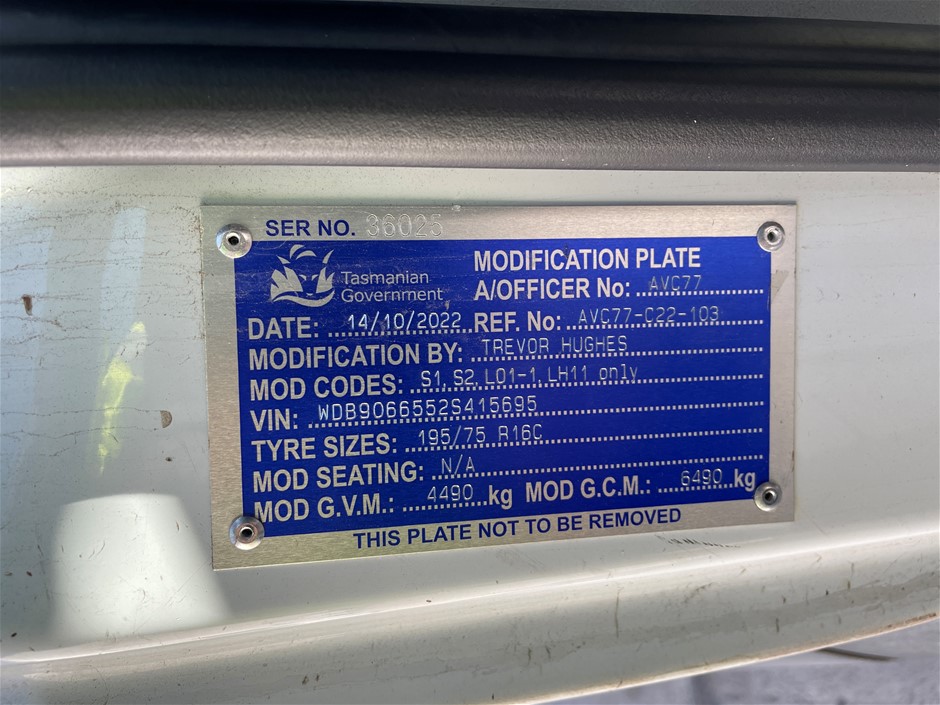 SER NO. 36025
Tasmanian
Government
MODIFICATION PLATE
A/OFFICER No: AVC77
DATE: 14/10/2022 REF. No: AVC77-C22-103
MODIFICATION BY: TREVOR HUGHES
MOD CODES: S1, S2, LO1-1, LH11 only
VIN: WDB9066552S415695
TYRE SIZES: 195/75 R16C
MOD SEATING: N/A
MOD G.V.M.: 4490 kg MOD G.C.M.: 6490 kg
THIS PLATE NOT TO BE REMOVED